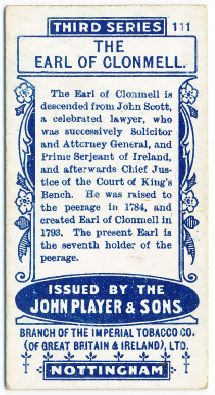 THIRD SERIES 111
THE
EARL OF CLONMELL.
The Earl of Clonmell is
descended from John Scott,
a celebrated lawyer, who
was successively Solicitor
and Attorney General, and
Prime Serjeant of Ireland,
and afterwards Chief Jus-
tice of the Court of King's
Bench. He was raised to
the peerage in 1784, and
created Earl of Clonmell in
1793. The present Earl is
the seventh holder of the
peerage.
ISSUED BY THE
JOHN PLAYER & SONS
BRANCH OF THE IMPERIAL TOBACCO CO.
(OF GREAT BRITAIN & IRELAND), LTD.
NOTTINGHAM